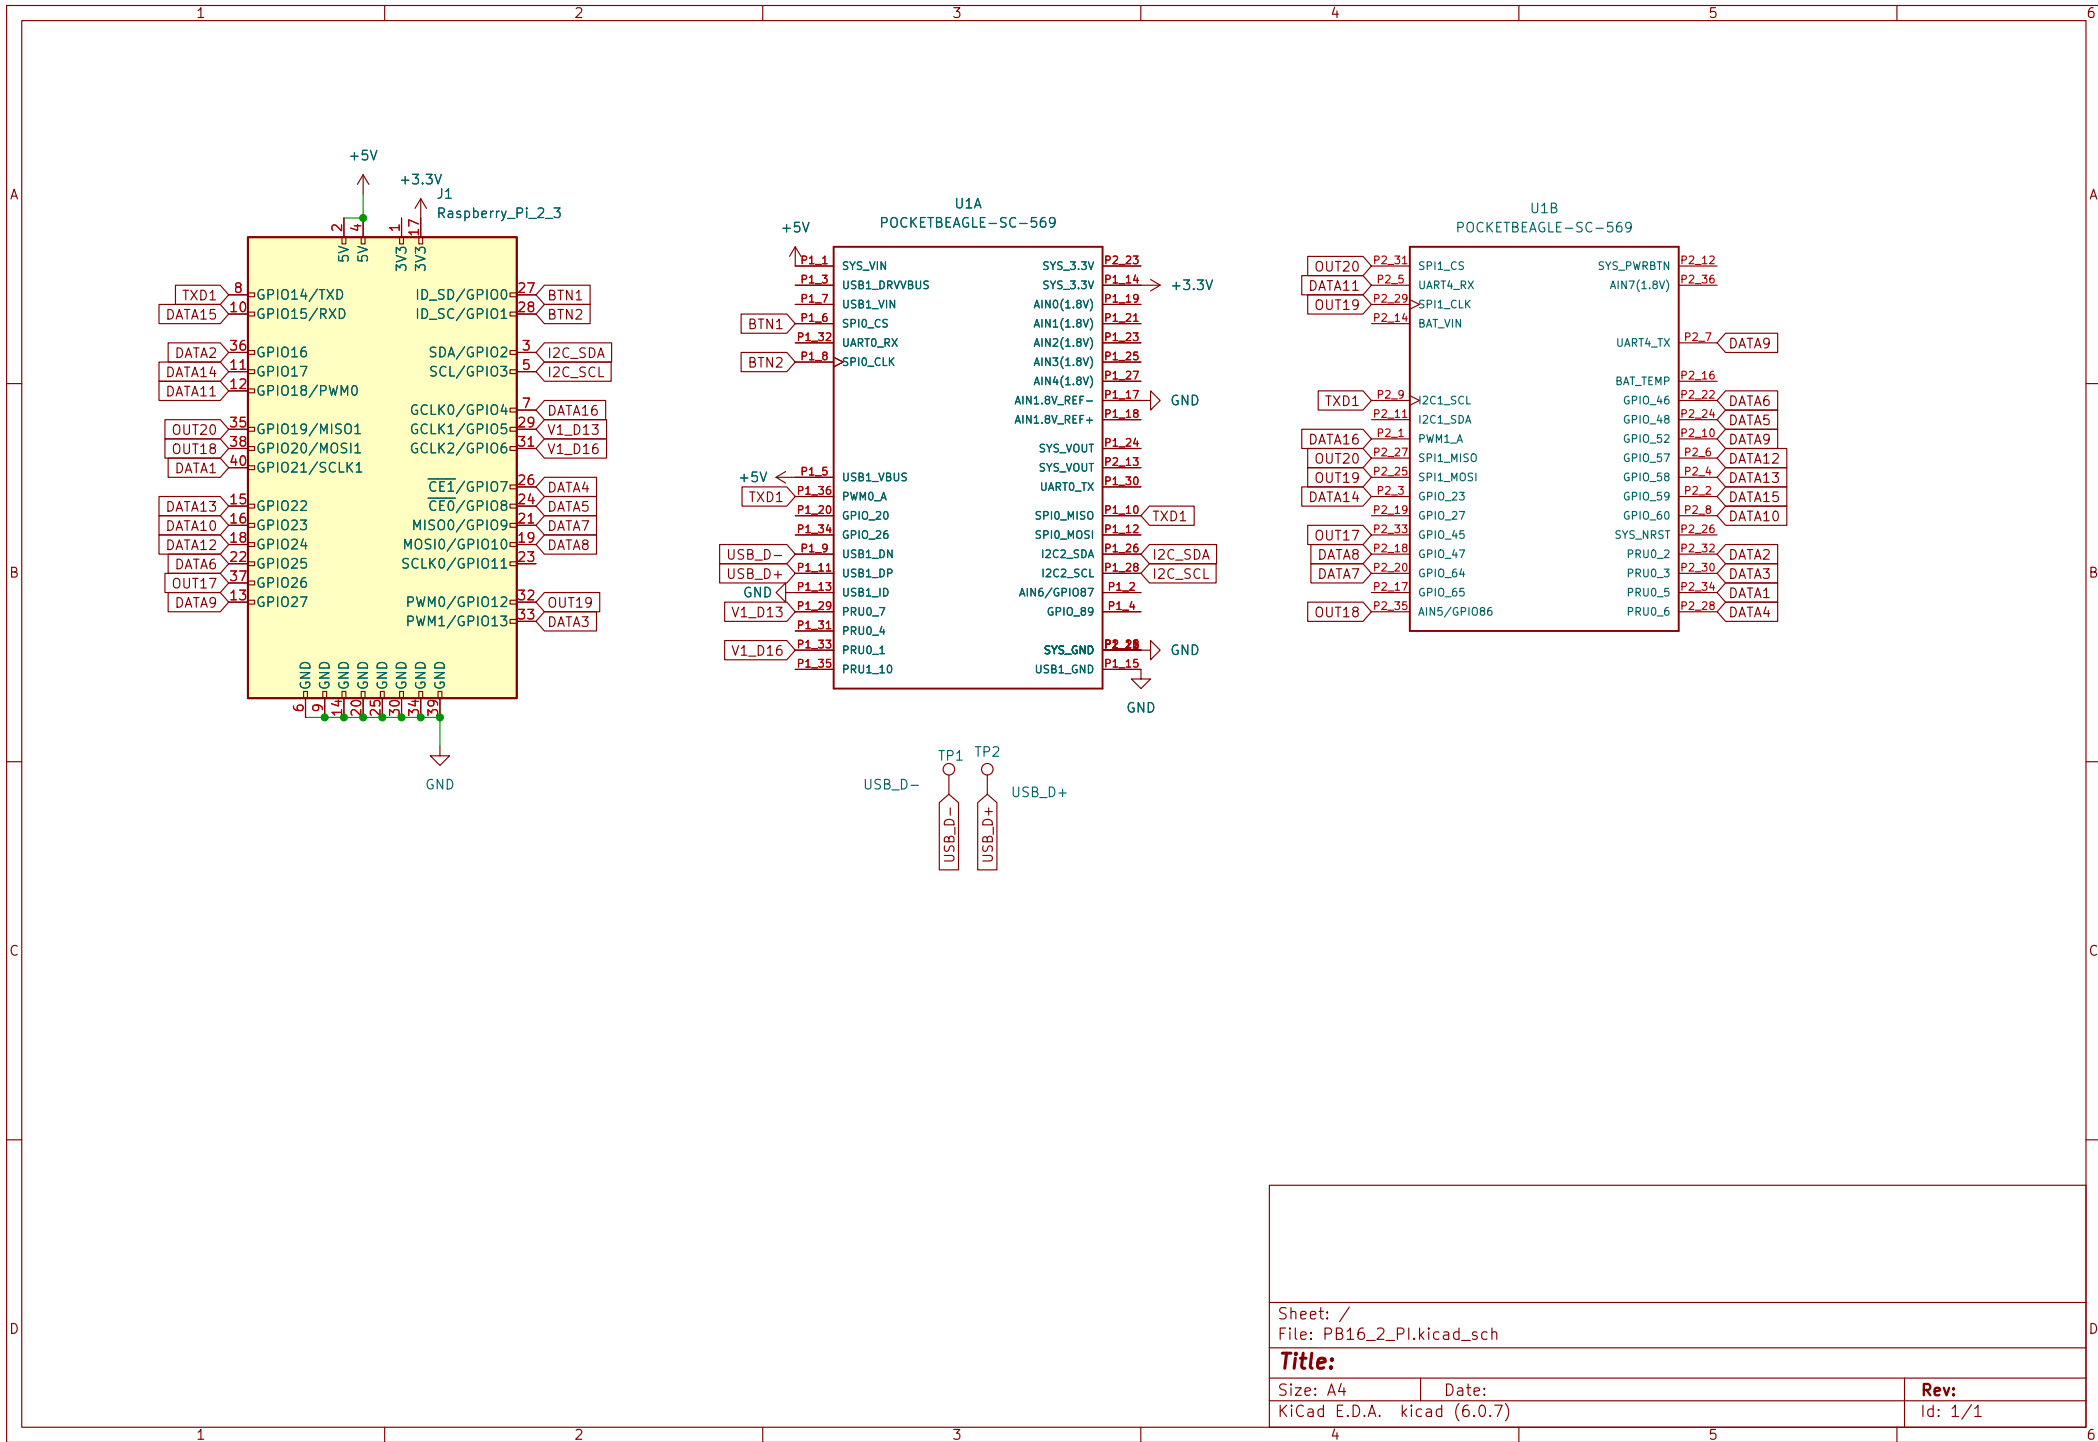 1 2 3 4 5 6
A
B
C
D
+5V
+3.3V
J1
Raspberry_Pi_2_3
2 4 1 17
5V 5V 3V3 3V3
TXD1 8 GPIO14/TXD ID_SD/GPIO0 27 BTN1
DATA15 10 GPIO15/RXD ID_SC/GPIO1 28 BTN2
DATA2 36 GPIO16 SDA/GPIO2 3 I2C_SDA
DATA14 11 GPIO17 SCL/GPIO3 5 I2C_SCL
DATA11 12 GPIO18/PWM0
GCLK0/GPIO4 7 DATA16
OUT20 35 GPIO19/MISO1 GCLK1/GPIO5 29 V1_D13
OUT18 38 GPIO20/MOSI1 GCLK2/GPIO6 31 V1_D16
DATA1 40 GPIO21/SCLK1
CE1/GPIO7 26 DATA4
DATA13 15 GPIO22 CE0/GPIO8 24 DATA5
DATA10 16 GPIO23 MISO0/GPIO9 21 DATA7
DATA12 18 GPIO24 MOSI0/GPIO10 19 DATA8
DATA6 22 GPIO25 SCLK0/GPIO11 23
OUT17 37 GPIO26
DATA9 13 GPIO27 PWM0/GPIO12 32 OUT19
PWM1/GPIO13 33 DATA3
GND GND GND GND GND GND GND GND
6 9 14 20 25 30 34 39
GND
U1A
POCKETBEAGLE-SC-569
+5V
P1_1 SYS_VIN SYS_3.3V P2_23
P1_3 USB1_DRVVBUS SYS_3.3V P1_14 +3.3V
P1_7 USB1_VIN AIN0(1.8V) P1_19
BTN1 P1_6 SPI0_CS AIN1(1.8V) P1_21
P1_32 UART0_RX AIN2(1.8V) P1_23
BTN2 P1_8 SPI0_CLK AIN3(1.8V) P1_25
AIN4(1.8V) P1_27
AIN1.8V_REF- P1_17 GND
AIN1.8V_REF+ P1_18
SYS_VOUT P1_24
SYS_VOUT P2_13
+5V P1_5 USB1_VBUS
UART0_TX P1_30
TXD1 P1_36 PWM0_A
P1_20 GPIO_20 SPI0_MISO P1_10 TXD1
P1_34 GPIO_26 SPI0_MOSI P1_12
USB_D- P1_9 USB1_DN I2C2_SDA P1_26 I2C_SDA
USB_D+ P1_11 USB1_DP I2C2_SCL P1_28 I2C_SCL
GND P1_13 USB1_ID AIN6/GPIO87 P1_2
V1_D13 P1_29 PRU0_7 GPIO_89 P1_4
P1_31 PRU0_4
V1_D16 P1_33 PRU0_1 SYS_GND GND
P1_35 PRU1_10 USB1_GND P1_15
GND
TP1 TP2
USB_D- USB_D+
USB_D- USB_D+
U1B
POCKETBEAGLE-SC-569
OUT20 P2_31 SPI1_CS SYS_PWRBTN P2_12
DATA11 P2_5 UART4_RX AIN7(1.8V) P2_36
OUT19 P2_29 SPI1_CLK
P2_14 BAT_VIN
UART4_TX P2_7 DATA9
BAT_TEMP P2_16
TXD1 P2_9 I2C1_SCL GPIO_46 P2_22 DATA6
P2_11 I2C1_SDA GPIO_48 P2_24 DATA5
DATA16 P2_1 PWM1_A GPIO_52 P2_10 DATA9
OUT20 P2_27 SPI1_MISO GPIO_57 P2_6 DATA12
OUT19 P2_25 SPI1_MOSI GPIO_58 P2_4 DATA13
DATA14 P2_3 GPIO_23 GPIO_59 P2_2 DATA15
P2_19 GPIO_27 GPIO_60 P2_8 DATA10
OUT17 P2_33 GPIO_45 SYS_NRST P2_26
DATA8 P2_18 GPIO_47 PRU0_2 P2_32 DATA2
DATA7 P2_20 GPIO_64 PRU0_3 P2_30 DATA3
P2_17 GPIO_65 PRU0_5 P2_34 DATA1
OUT18 P2_35 AIN5/GPIO86 PRU0_6 P2_28 DATA4
A
B
C
D
Sheet: /
File: PB16_2_PI.kicad_sch
Title:
Size: A4 Date: Rev:
KiCad E.D.A. kicad (6.0.7) Id: 1/1
1 2 3 4 5 6